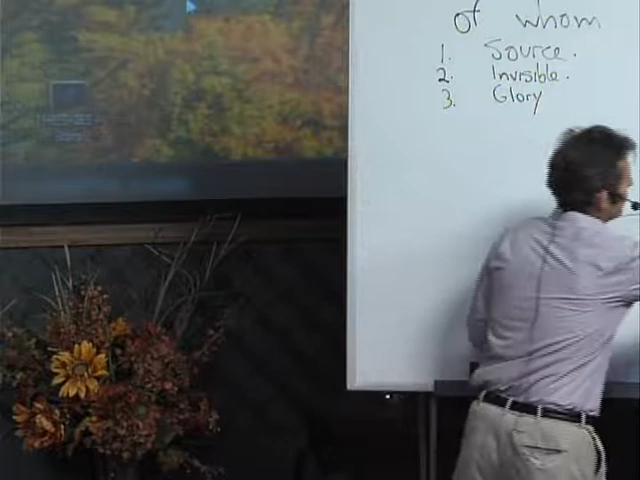 of whom
1. Source.
2. Invisible.
3. Glory